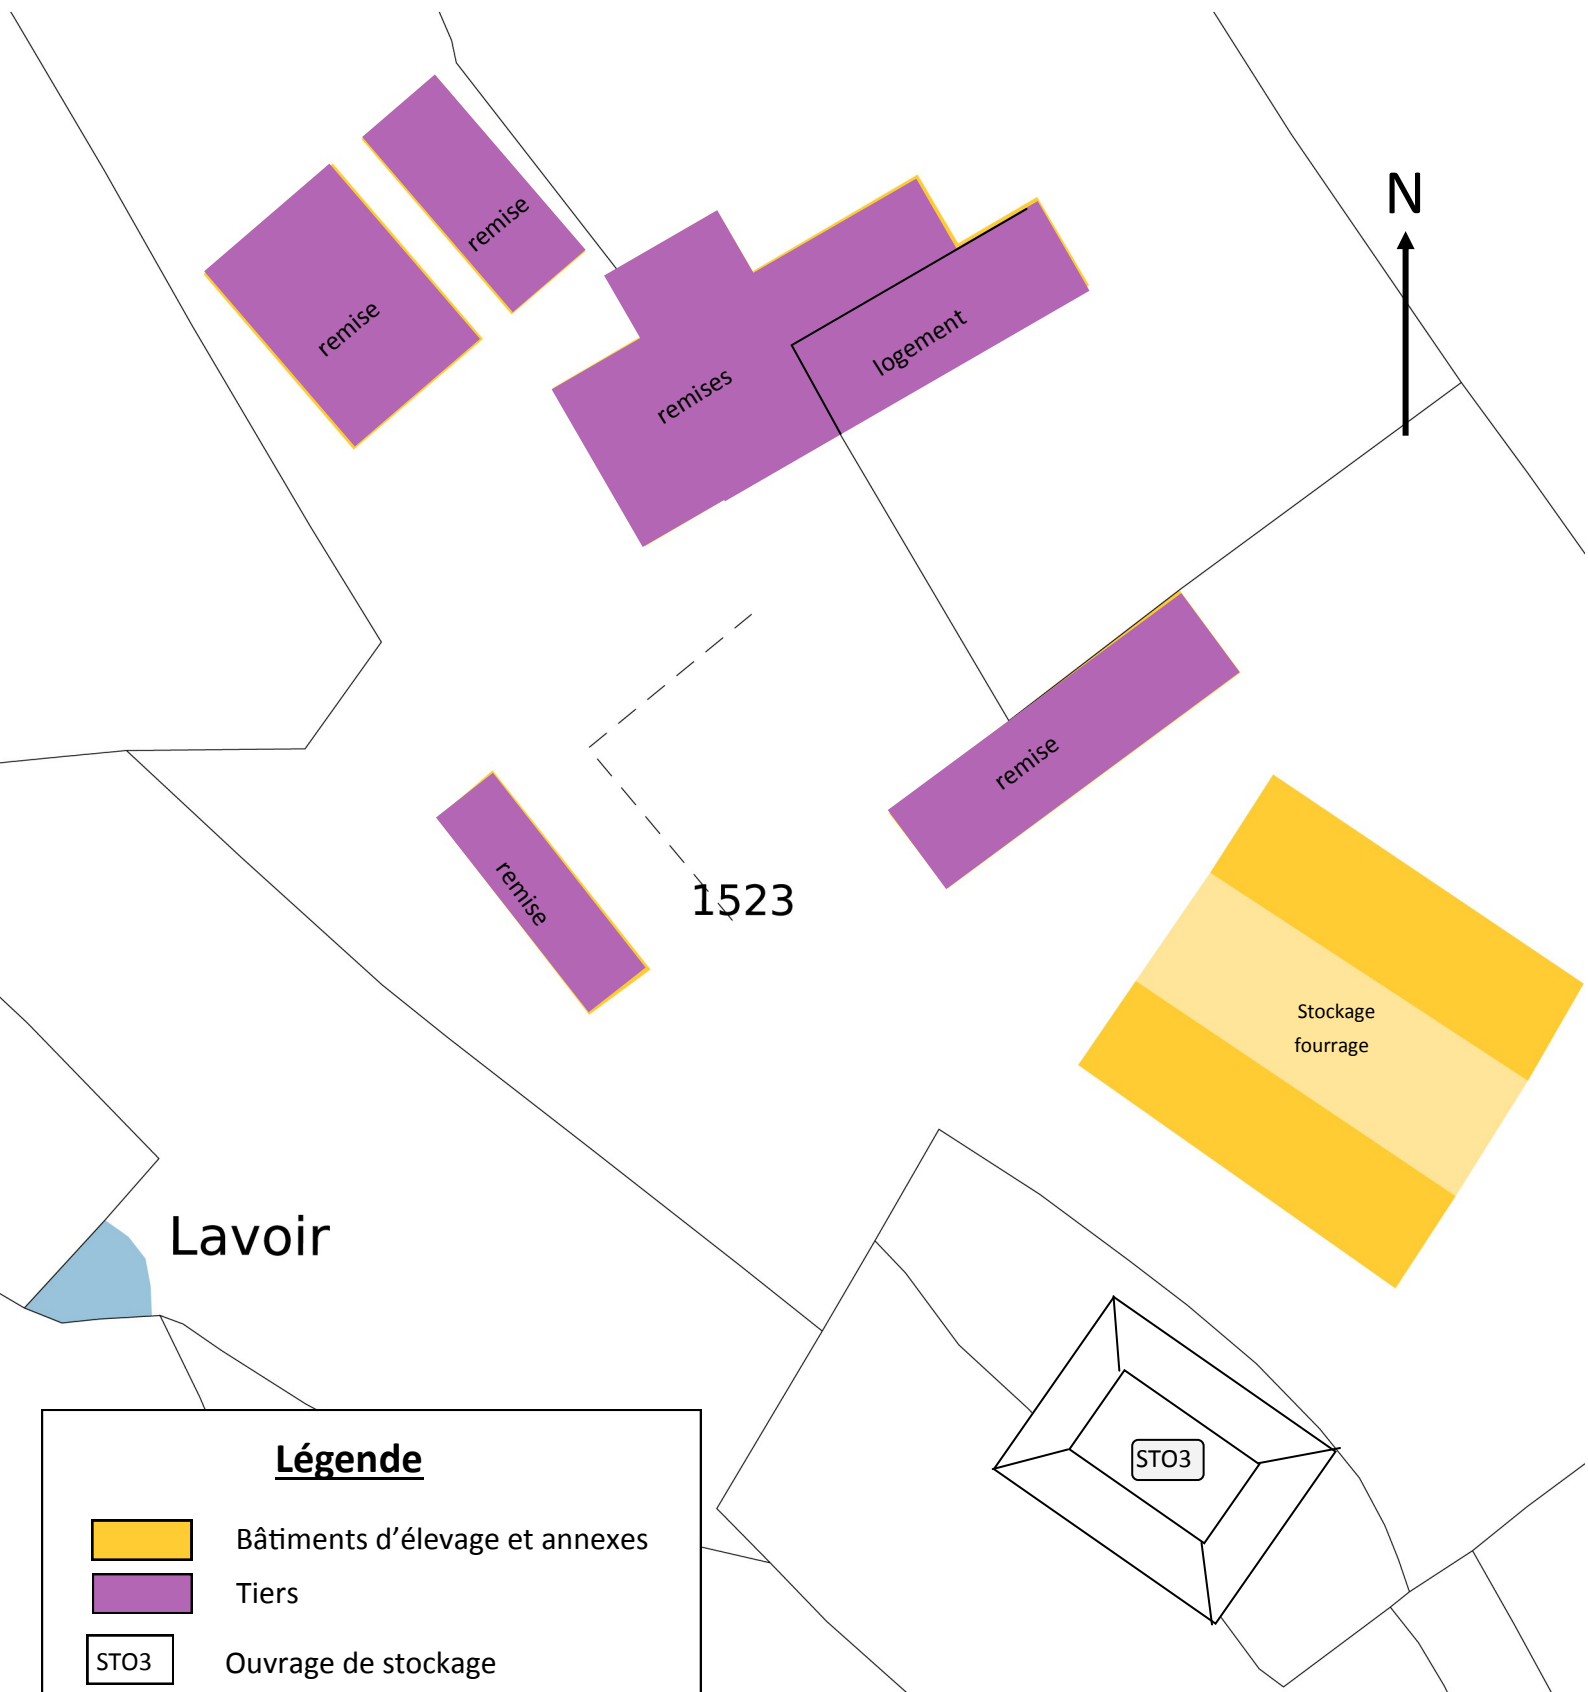 N
remise
remise
logement
remises
remise
remise
1523
Stockage
fourrage
Lavoir
STO3
Légende
Bâtiments d’élevage et annexes
Tiers
STO3 Ouvrage de stockage